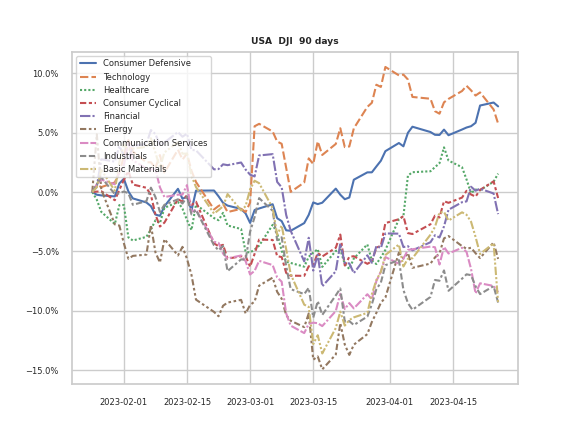 USA  DJI  90 days
Consumer Defensive
Technology
Healthcare
Consumer Cyclical
Financial
Energy
Communication Services
Industrials
Basic Materials
10.0%
5.0%
0.0%
−5.0%
−10.0%
−15.0%
2023-02-01
2023-02-15
2023-03-01
2023-03-15
2023-04-01
2023-04-15